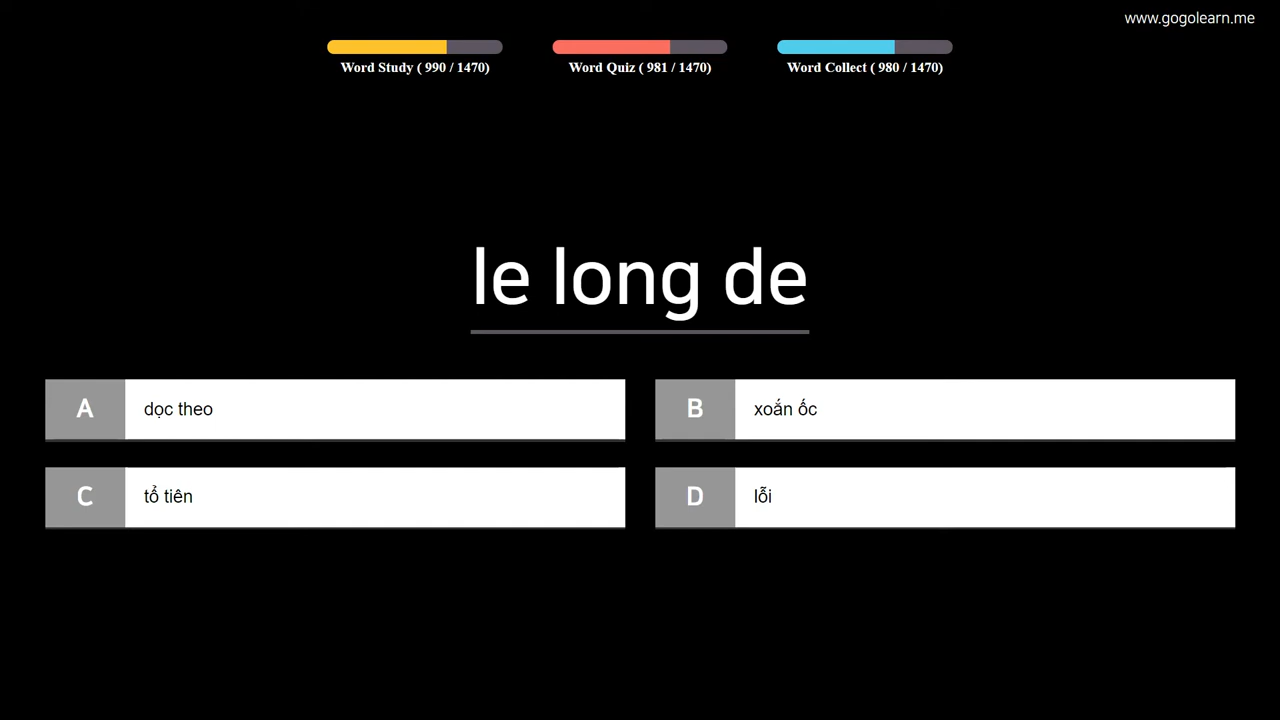 www.gogolearn.me
Word Study ( 990 / 1470)
Word Quiz ( 981 / 1470)
Word Collect ( 980 / 1470)
le long de
A dọc theo
B xoắn ốc
C tổ tiên
D lỗi